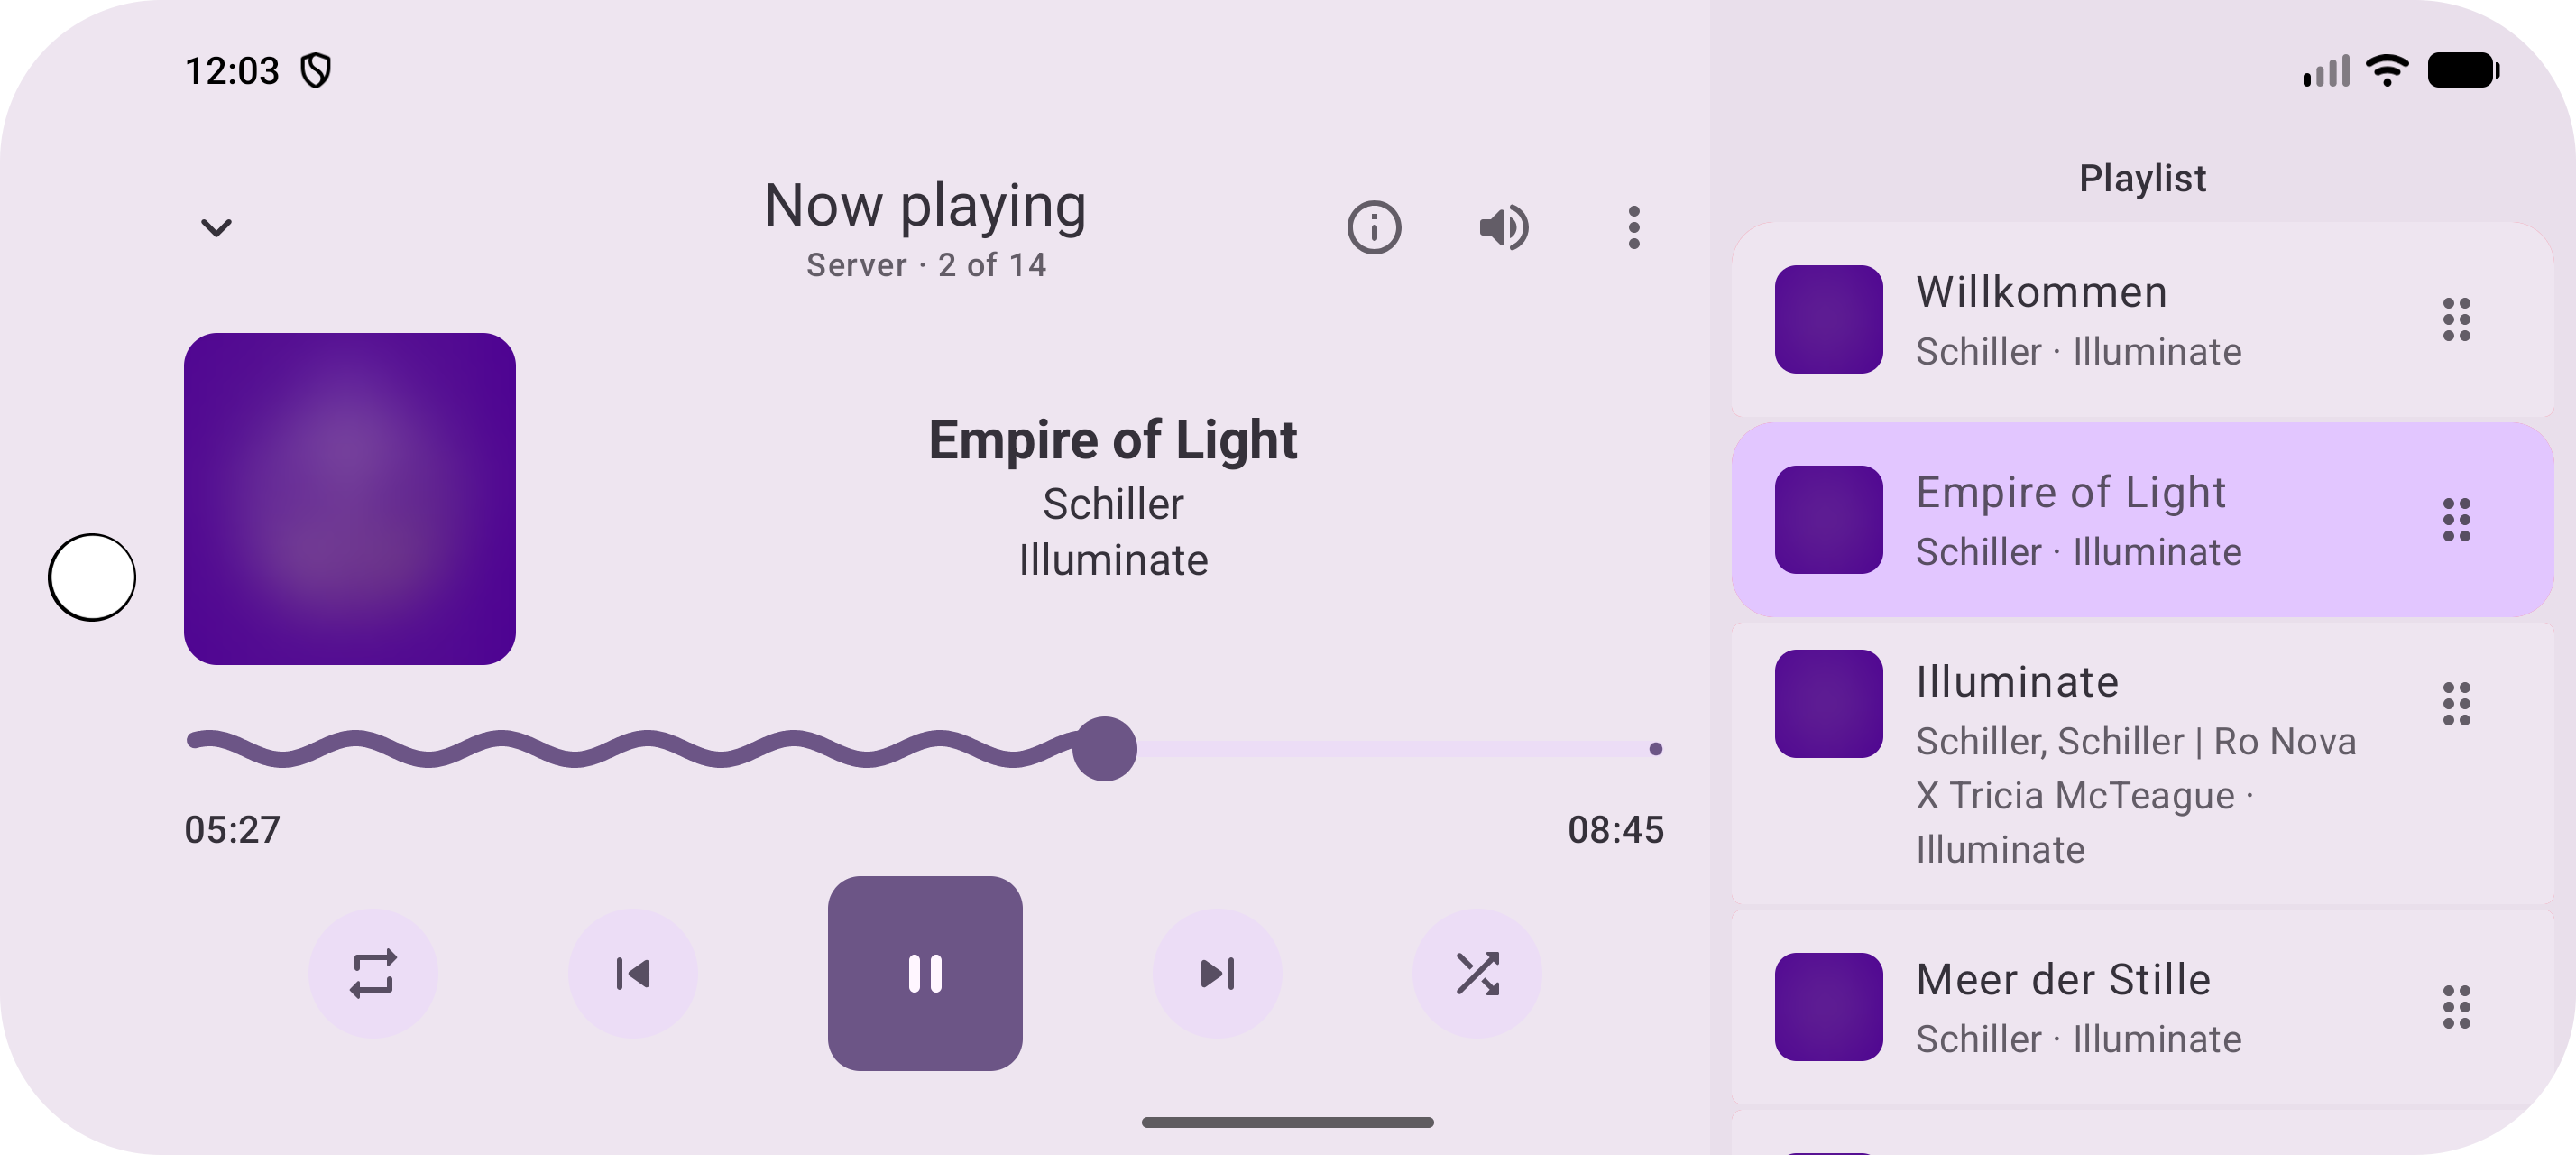 12:03
Now playing
Server · 2 of 14
Empire of Light
Schiller
Illuminate
05:27
08:45
Playlist
Willkommen
Schiller · Illuminate
Empire of Light
Schiller · Illuminate
Illuminate
Schiller, Schiller | Ro Nova
X Tricia McTeague ·
Illuminate
Meer der Stille
Schiller · Illuminate